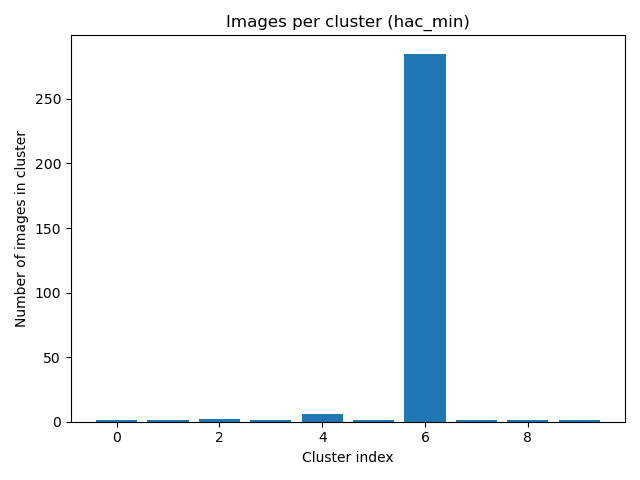 Images per cluster (hac_min)
Number of images in cluster
250
200
150
100
50
0
0 2 4 6 8
Cluster index